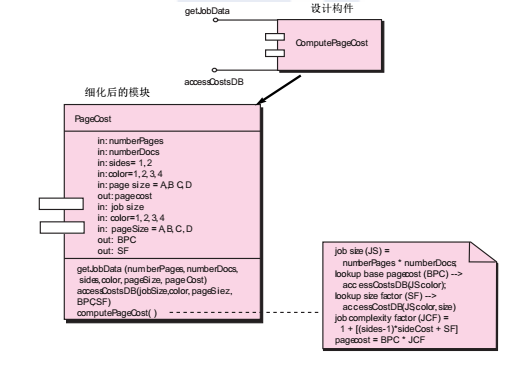 getJobData
设计构件
ComputePageCost
accessCostsDB
细化后的模块
PageCost
in: numberPages
in: numberDocs
in: sides= 1, 2
in: color=1, 2, 3, 4
in: page size = A, B, C, D
out: pagecost
in: job size
in: color=1, 2, 3, 4
in: pageSize = A, B, C, D
out: BPC
out: SF
getJobData (numberPages, numberDocs,
sides, color, pageSize, pageCost)
accessCostsDB(jobSize, color, pageSiez,
BPC, SF)
computePageCost( )
job size (JS) =
numberPages * numberDocs;
lookup base pagecost (BPC) -->
accessCostsDB(JS, color);
lookup size factor (SF) -->
accessCostDB(JS, color, size)
job complexity factor (JCF) =
1 + [(sides-1)*sideCost + SF]
pagecost = BPC * JCF